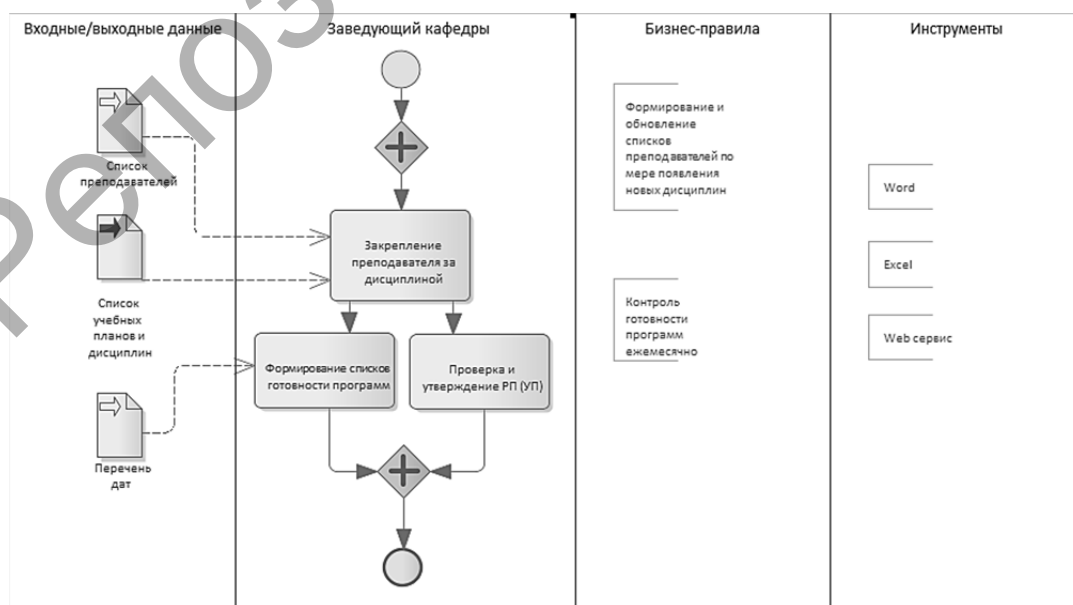 Входные/выходные данные
Заведующий кафедры
Бизнес-правила
Инструменты
Список
преподавателей
Список
учебных
планов и
дисциплин
Перечень
дат
Закрепление
преподавателя за
дисциплиной
Формирование списков
готовности программ
Проверка и
утверждение РП (УП)
Формирование и
обновление
списков
преподавателей по
мере появления
новых дисциплин
Контроль
готовности
программ
ежемесячно
Word
Excel
Web сервис